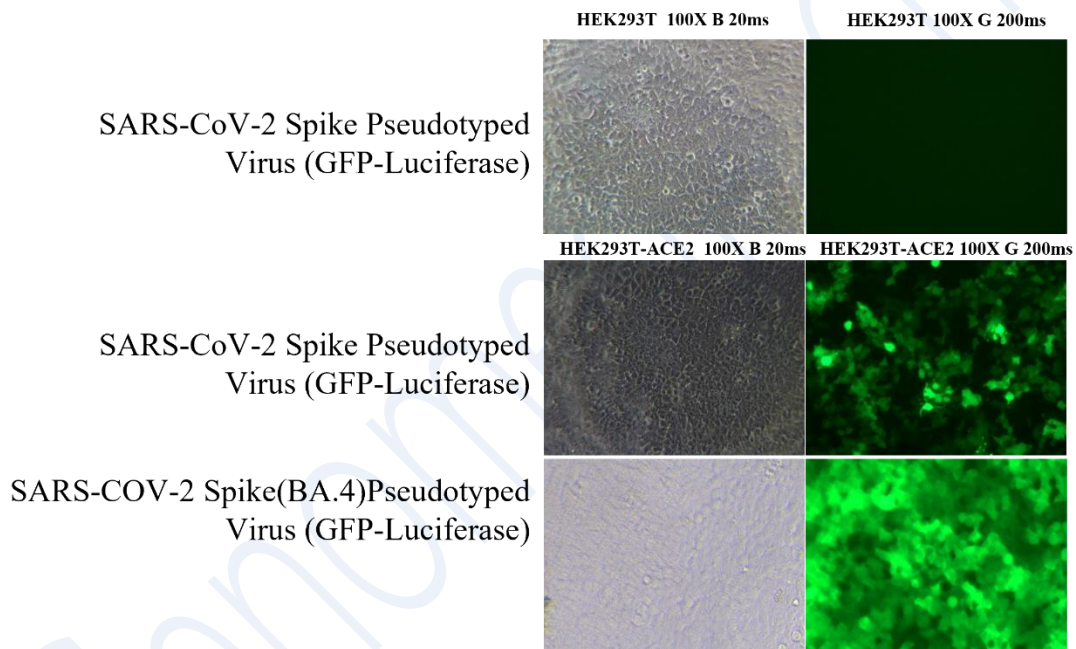 HEK293T 100X B 20ms
HEK293T 100X G 200ms
SARS-CoV-2 Spike Pseudotyped
Virus (GFP-Luciferase)
HEK293T-ACE2 100X B 20ms
HEK293T-ACE2 100X G 200ms
SARS-CoV-2 Spike Pseudotyped
Virus (GFP-Luciferase)
SARS-COV-2 Spike(BA.4)Pseudotyped
Virus (GFP-Luciferase)